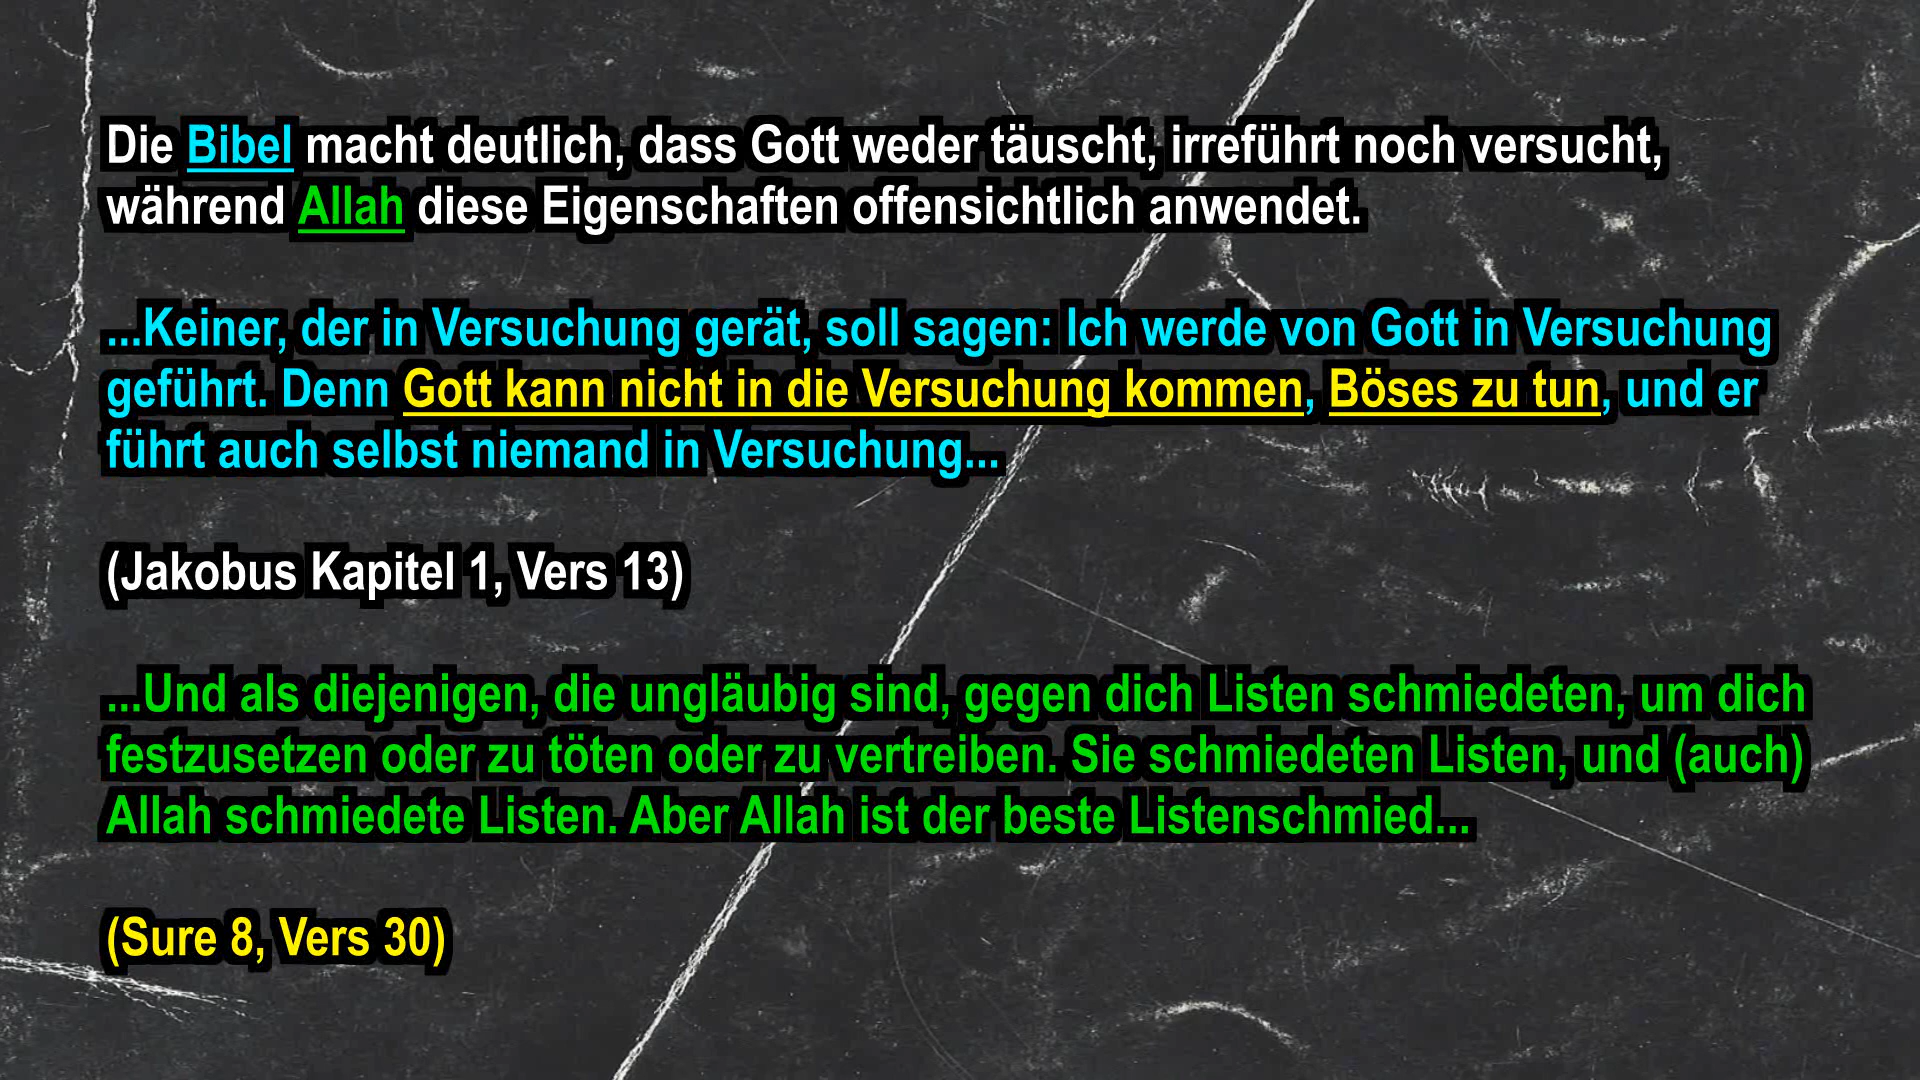 Die Bibel macht deutlich, dass Gott weder täuscht, irreführt noch versucht,
während Allah diese Eigenschaften offensichtlich anwendet.
...Keiner, der in Versuchung gerät, soll sagen: Ich werde von Gott in Versuchung
geführt. Denn Gott kann nicht in die Versuchung kommen, Böses zu tun, und er
führt auch selbst niemand in Versuchung...
(Jakobus Kapitel 1, Vers 13)
...Und als diejenigen, die ungläubig sind, gegen dich Listen schmiedeten, um dich
festzusetzen oder zu töten oder zu vertreiben. Sie schmiedeten Listen, und (auch)
Allah schmiedete Listen. Aber Allah ist der beste Listenschmied...
(Sure 8, Vers 30)